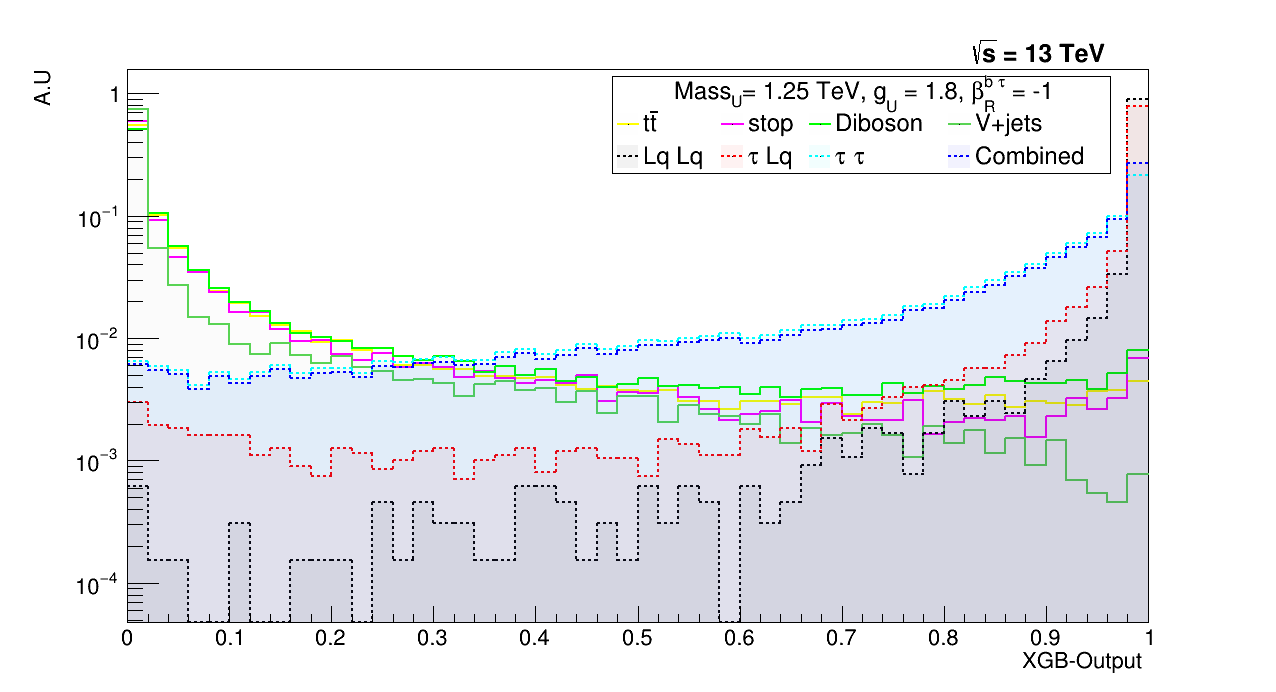 √s = 13 TeV
A.U
Mass_U= 1.25 TeV, g_U = 1.8, β_R^{b τ} = -1
tt̄ stop Diboson V+jets
Lq Lq τ Lq τ τ Combined
1
10⁻¹
10⁻²
10⁻³
10⁻⁴
0 0.1 0.2 0.3 0.4 0.5 0.6 0.7 0.8 0.9 1
XGB-Output